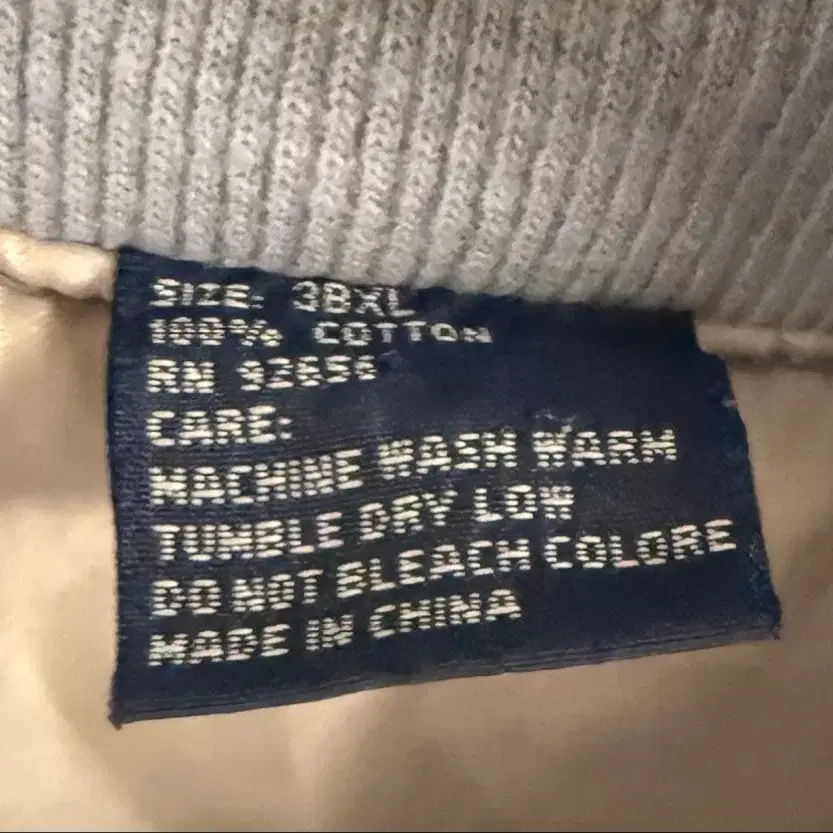 SIZE: 3BXL
100% COTTON
RN
CARE:
MACHINE WASH WARM
TUMBLE DRY LOW
DO NOT BLEACH COLORE
MADE IN CHINA